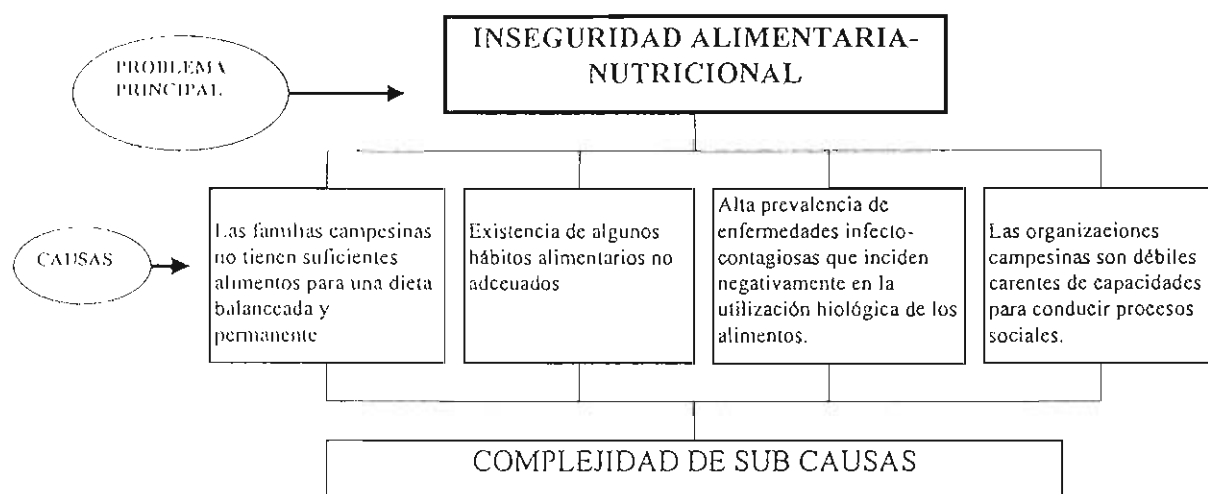 INSEGURIDAD ALIMENTARIA-
NUTRICIONAL
PROBLEMA
PRINCIPAL
CAUSAS
Las familias campesinas
no tienen suficientes
alimentos para una dieta
balanceada y
permanente
Existencia de algunos
hábitos alimentarios no
adecuados
Alta prevalencia de
enfermedades infecto-
contagiosas que inciden
negativamente en la
utilización biológica de los
alimentos.
Las organizaciones
campesinas son débiles
carentes de capacidades
para conducir procesos
sociales.
COMPLEJIDAD DE SUB CAUSAS